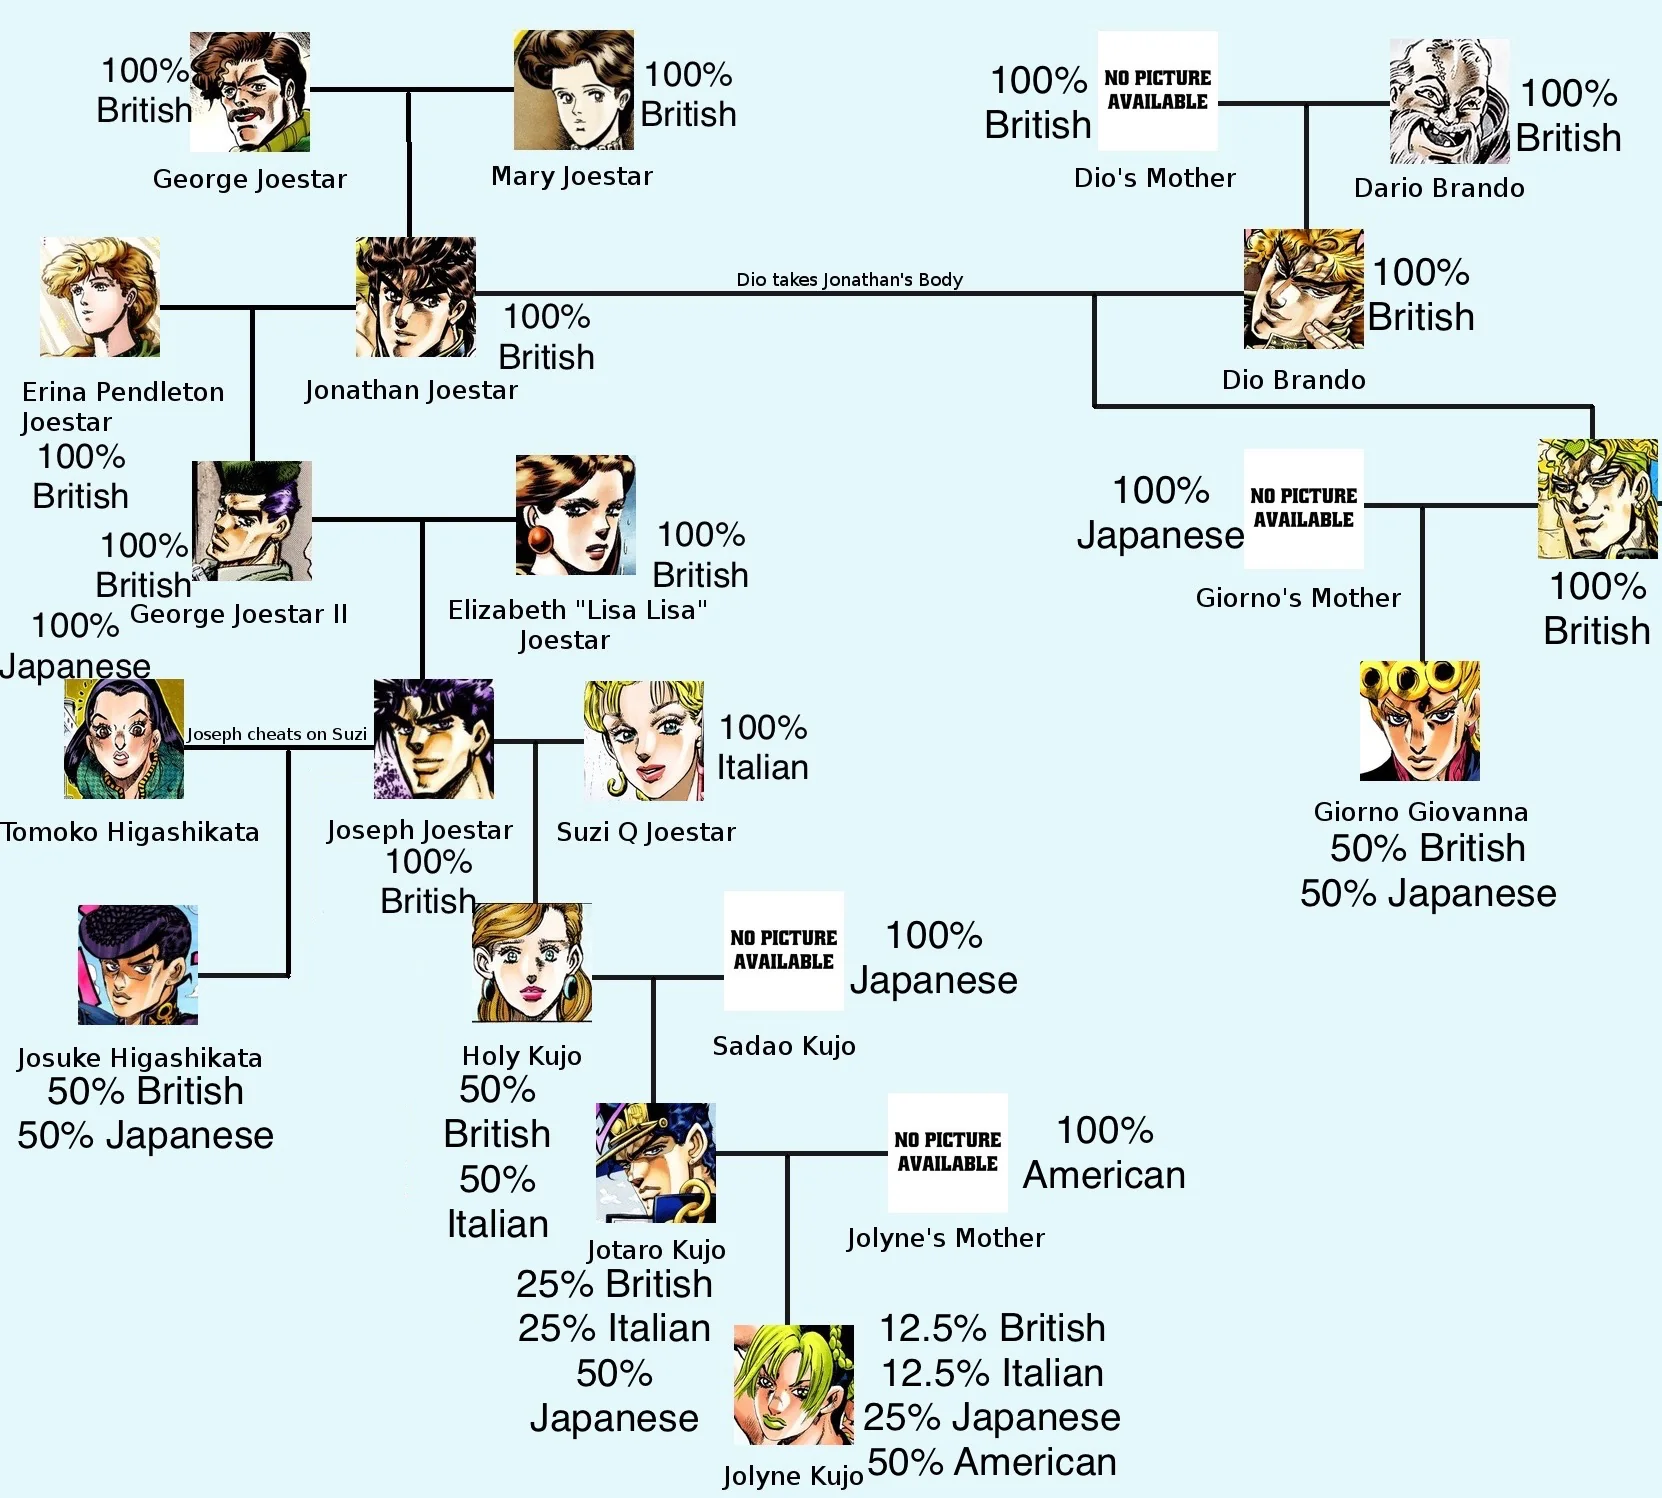 100%
British
George Joestar
100%
British
Mary Joestar
100%
British
NO PICTURE
AVAILABLE
Dio's Mother
100%
British
Dario Brando
Erina Pendleton
Joestar
100%
British
Jonathan Joestar
100%
British
Dio takes Jonathan's Body
Dio Brando
100%
British
100%
British
George Joestar II
Elizabeth "Lisa Lisa"
Joestar
100%
British
100%
Japanese
NO PICTURE
AVAILABLE
Giorno's Mother
100%
British
100%
Japanese
Tomoko Higashikata
Joseph cheats on Suzi
Joseph Joestar
100%
British
Suzi Q Joestar
100%
Italian
Giorno Giovanna
50% British
50% Japanese
Josuke Higashikata
50% British
50% Japanese
Holy Kujo
50%
British
50%
Italian
NO PICTURE
AVAILABLE
Sadao Kujo
100%
Japanese
Jotaro Kujo
25% British
25% Italian
50%
Japanese
NO PICTURE
AVAILABLE
Jolyne's Mother
100%
American
Jolyne Kujo
12.5% British
12.5% Italian
25% Japanese
50% American